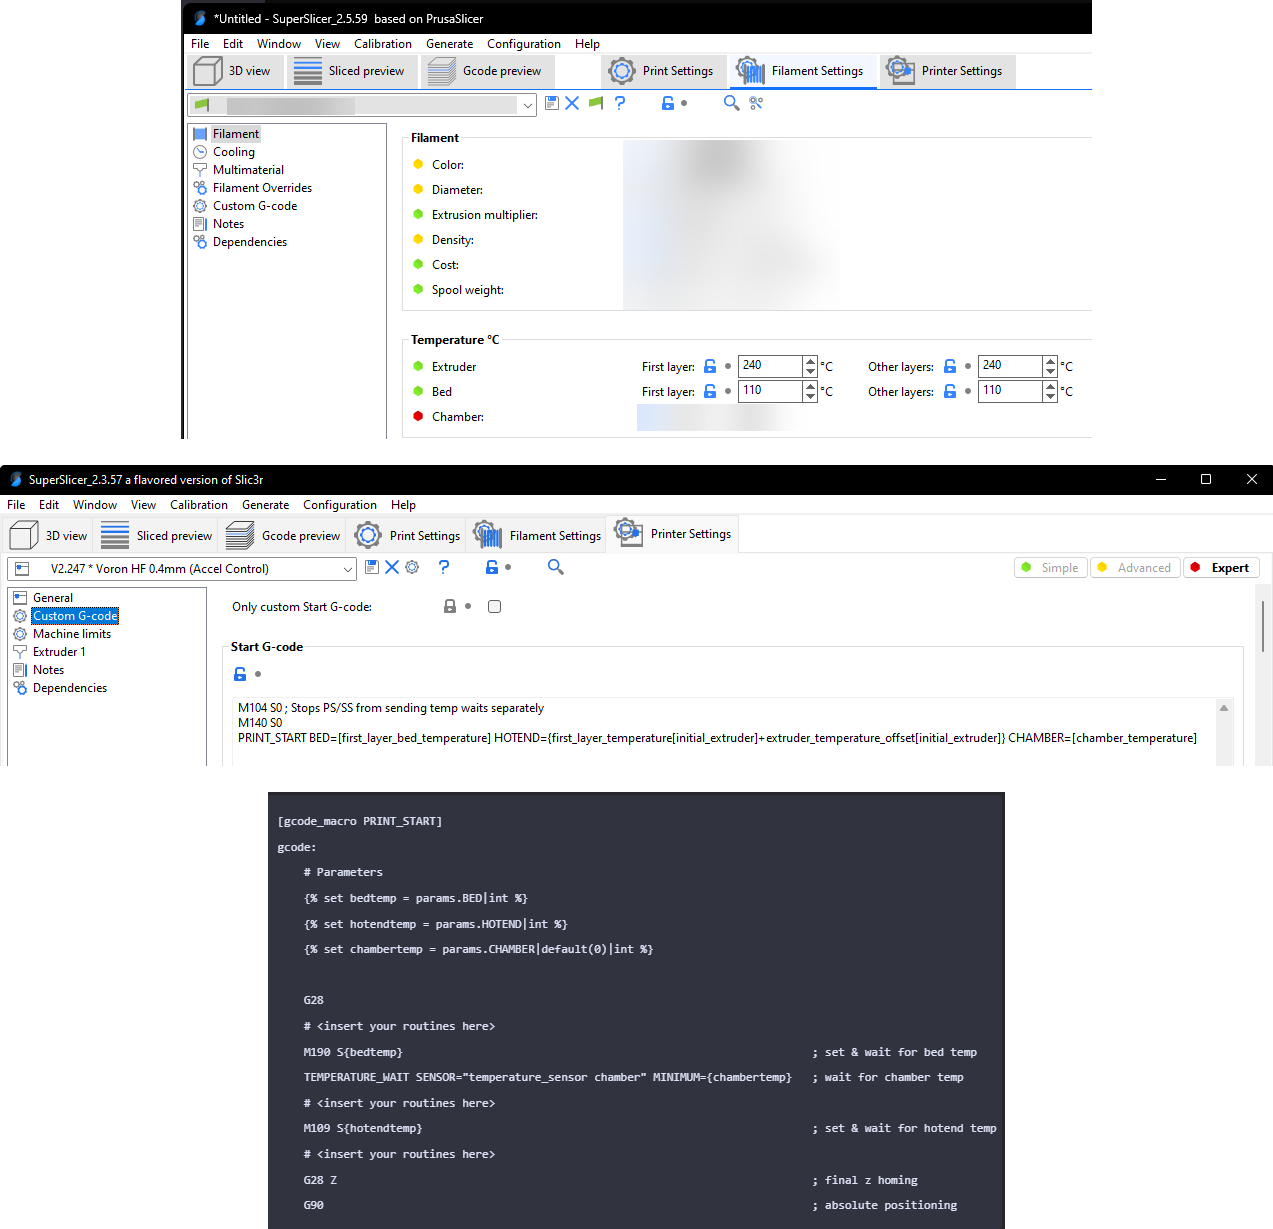 *Untitled - SuperSlicer_2.5.59 based on PrusaSlicer
File Edit Window View Calibration Generate Configuration Help
3D view Sliced preview Gcode preview Print Settings Filament Settings Printer Settings
?
Filament
Cooling
Multimaterial
Filament Overrides
Custom G-code
Notes
Dependencies
Filament
Color:
Diameter:
Extrusion multiplier:
Density:
Cost:
Spool weight:
Temperature °C
Extruder First layer: 240 °C Other layers: 240 °C
Bed First layer: 110 °C Other layers: 110 °C
Chamber:
SuperSlicer_2.3.57 a flavored version of Slic3r
File Edit Window View Calibration Generate Configuration Help
3D view Sliced preview Gcode preview Print Settings Filament Settings Printer Settings
V2.247 * Voron HF 0.4mm (Accel Control) ? Simple Advanced Expert
General
Custom G-code
Machine limits
Extruder 1
Notes
Dependencies
Only custom Start G-code:
Start G-code
M104 S0 ; Stops PS/SS from sending temp waits separately
M140 S0
PRINT_START BED=[first_layer_bed_temperature] HOTEND={first_layer_temperature[initial_extruder]+extruder_temperature_offset[initial_extruder]} CHAMBER=[chamber_temperature]
[gcode_macro PRINT_START]
gcode:
# Parameters
{% set bedtemp = params.BED|int %}
{% set hotendtemp = params.HOTEND|int %}
{% set chambertemp = params.CHAMBER|default(0)|int %}
G28
# <insert your routines here>
M190 S{bedtemp} ; set & wait for bed temp
TEMPERATURE_WAIT SENSOR="temperature_sensor chamber" MINIMUM={chambertemp} ; wait for chamber temp
# <insert your routines here>
M109 S{hotendtemp} ; set & wait for hotend temp
# <insert your routines here>
G28 Z ; final z homing
G90 ; absolute positioning